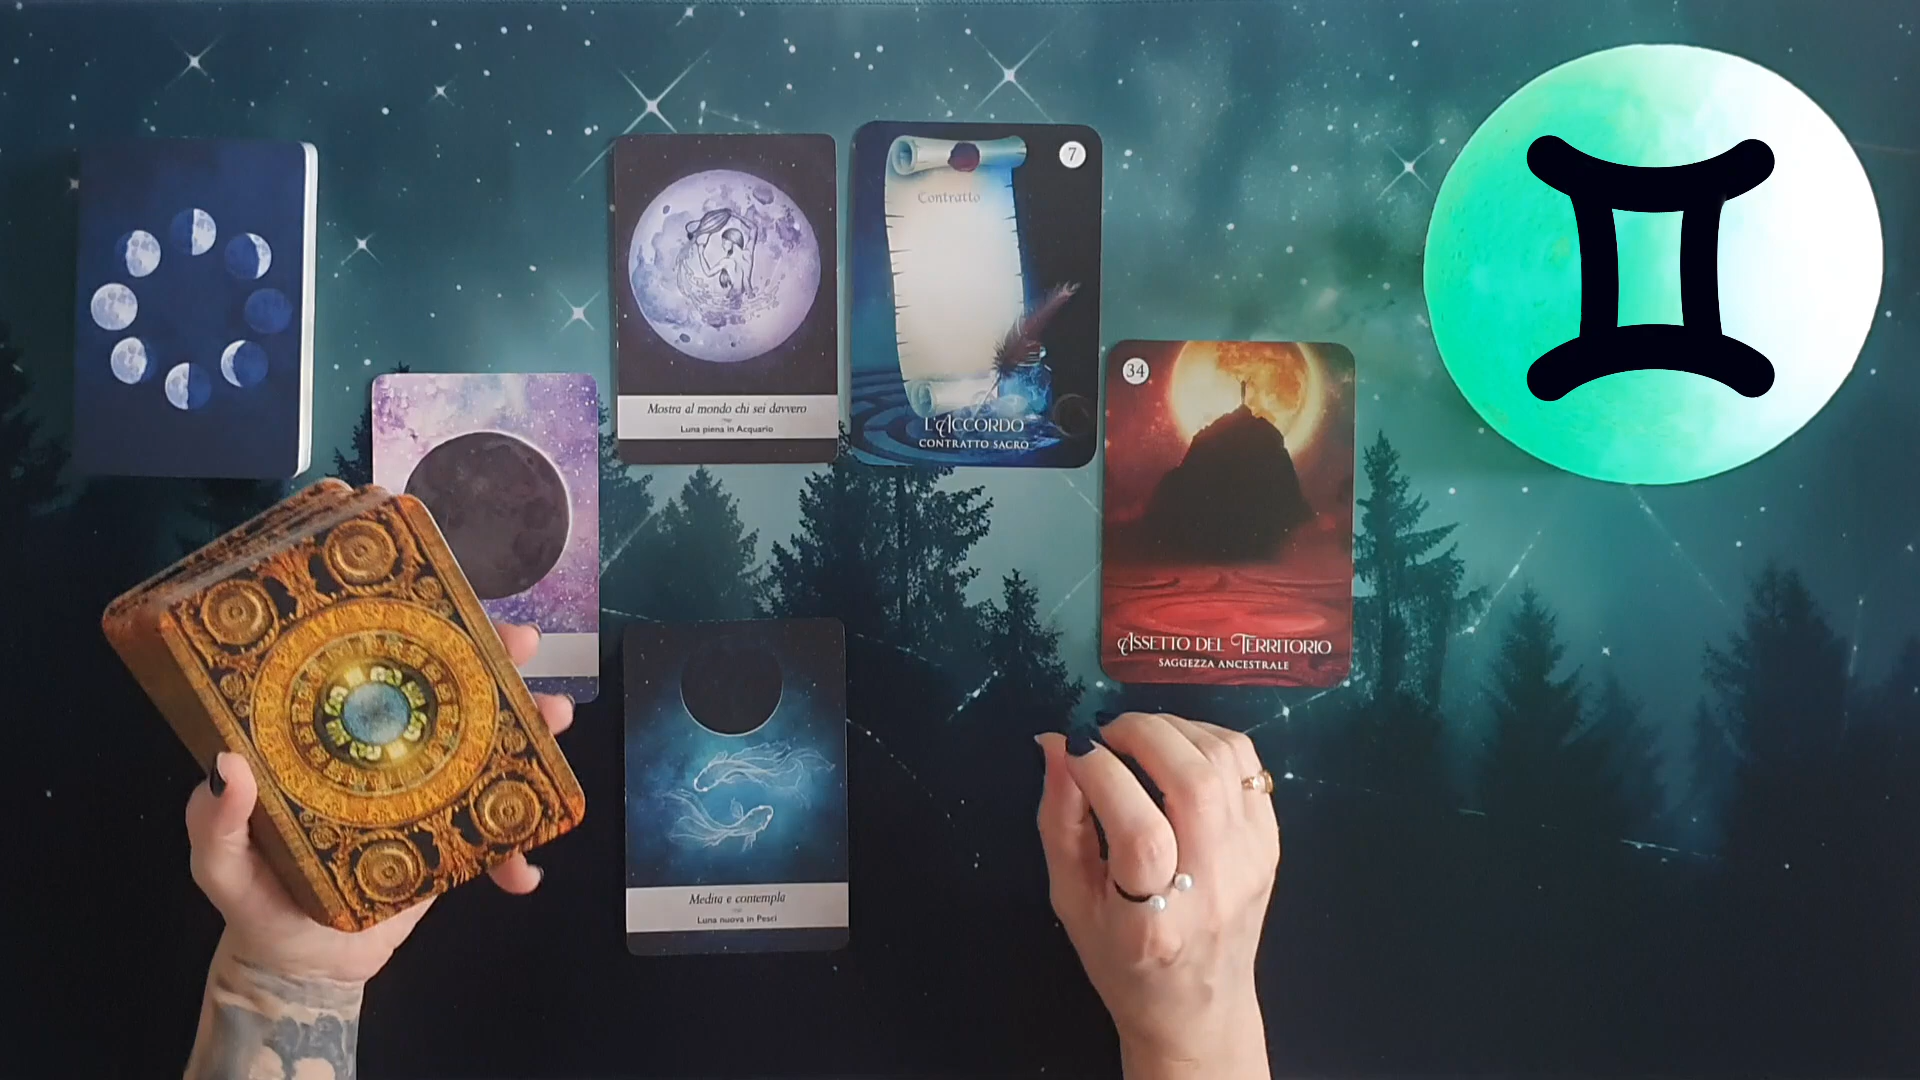 Mostra al mondo chi sei davvero
Luna piena in Acquario
7
Contratto
L'Accordo
Contratto Sacro
34
Assetto del Territorio
Saggezza Ancestrale
Medita e contempla
Luna nuova in Pesci